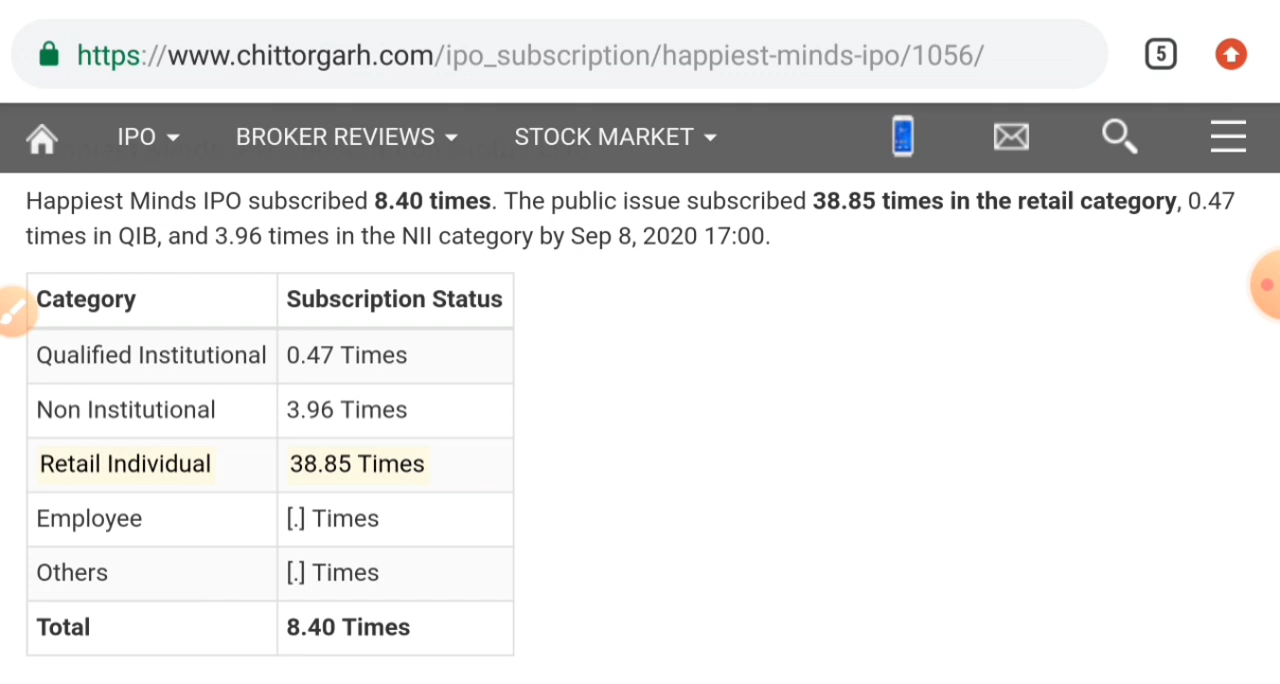 https://www.chittorgarh.com/ipo_subscription/happiest-minds-ipo/1056/
5
IPO BROKER REVIEWS STOCK MARKET
Happiest Minds IPO subscribed 8.40 times. The public issue subscribed 38.85 times in the retail category, 0.47
times in QIB, and 3.96 times in the NII category by Sep 8, 2020 17:00.
Category Subscription Status
Qualified Institutional 0.47 Times
Non Institutional 3.96 Times
Retail Individual 38.85 Times
Employee [.] Times
Others [.] Times
Total 8.40 Times